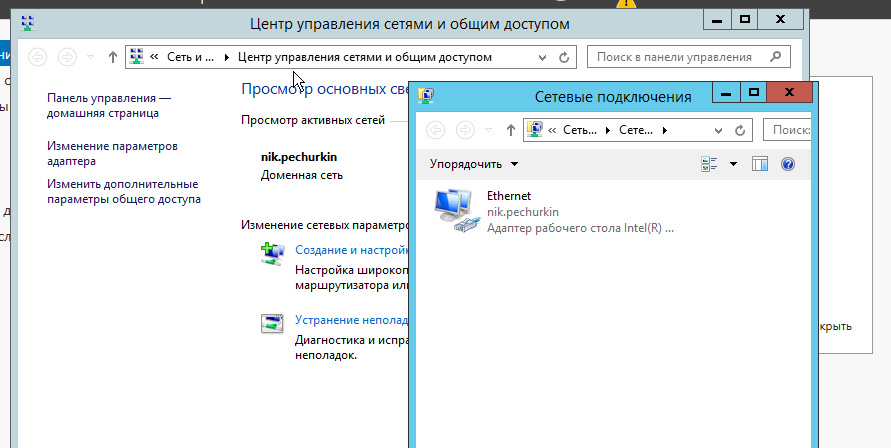 Центр управления сетями и общим доступом
Сеть и ...
Центр управления сетями и общим доступом
Поиск в панели управления
Панель управления —
домашняя страница
Изменение параметров
адаптера
Изменить дополнительные
параметры общего доступа
Просмотр основных све
Просмотр активных сетей
nik.pechurkin
Доменная сеть
Изменение сетевых параметро
Создание и настройк
Настройка широкоп
маршрутизатора или
Устранение неполад
Диагностика и испра
неполадок.
Сетевые подключения
Сеть...
Сете...
Поиск:
Упорядочить
Ethernet
nik.pechurkin
Адаптер рабочего стола Intel(R) ...
крыть